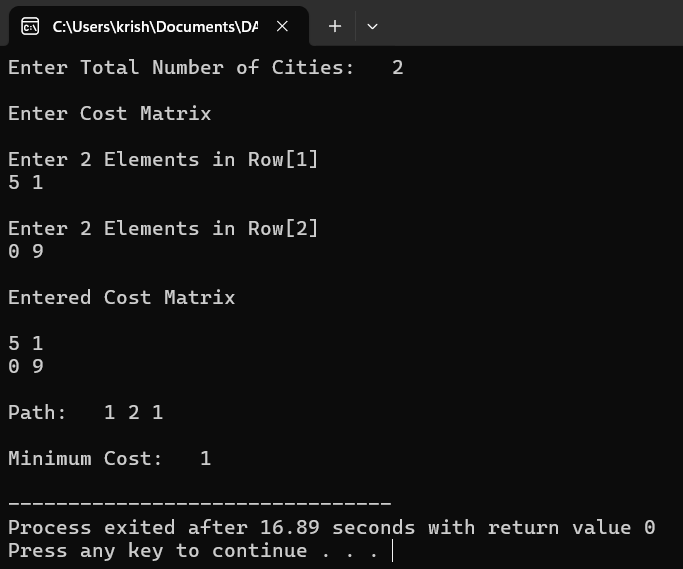 C:\Users\krish\Documents\DA
Enter Total Number of Cities:   2
Enter Cost Matrix
Enter 2 Elements in Row[1]
5 1
Enter 2 Elements in Row[2]
0 9
Entered Cost Matrix
5 1
0 9
Path:   1 2 1
Minimum Cost:   1
--------------------------------
Process exited after 16.89 seconds with return value 0
Press any key to continue . . .